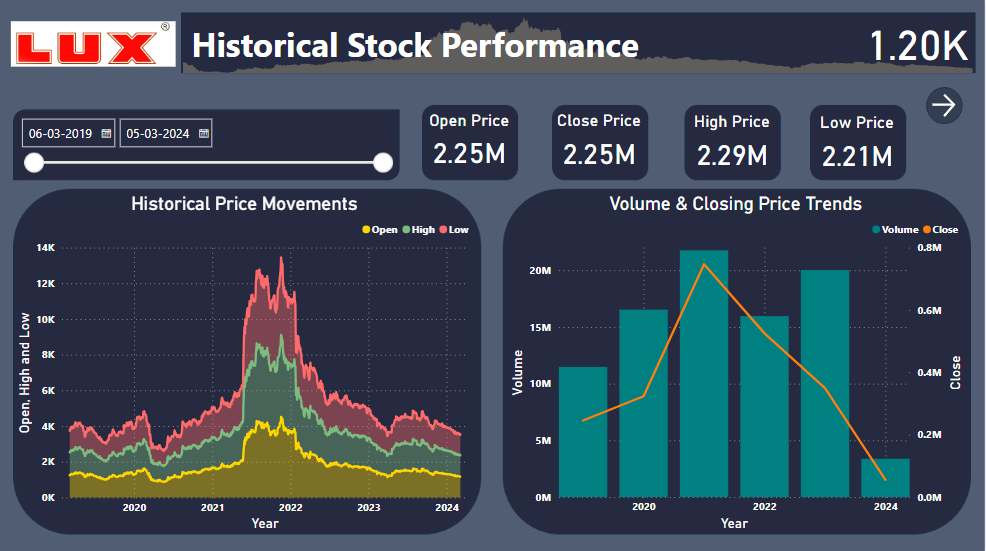 LUX®
Historical Stock Performance
1.20K
06-03-2019
05-03-2024
Open Price
2.25M
Close Price
2.25M
High Price
2.29M
Low Price
2.21M
Historical Price Movements
Open High Low
14K
12K
10K
8K
6K
4K
2K
0K
Open, High and Low
2020 2021 2022 2023 2024
Year
Volume & Closing Price Trends
Volume Close
20M
15M
10M
5M
0M
Volume
0.8M
0.6M
0.4M
0.2M
0.0M
Close
2020 2022 2024
Year